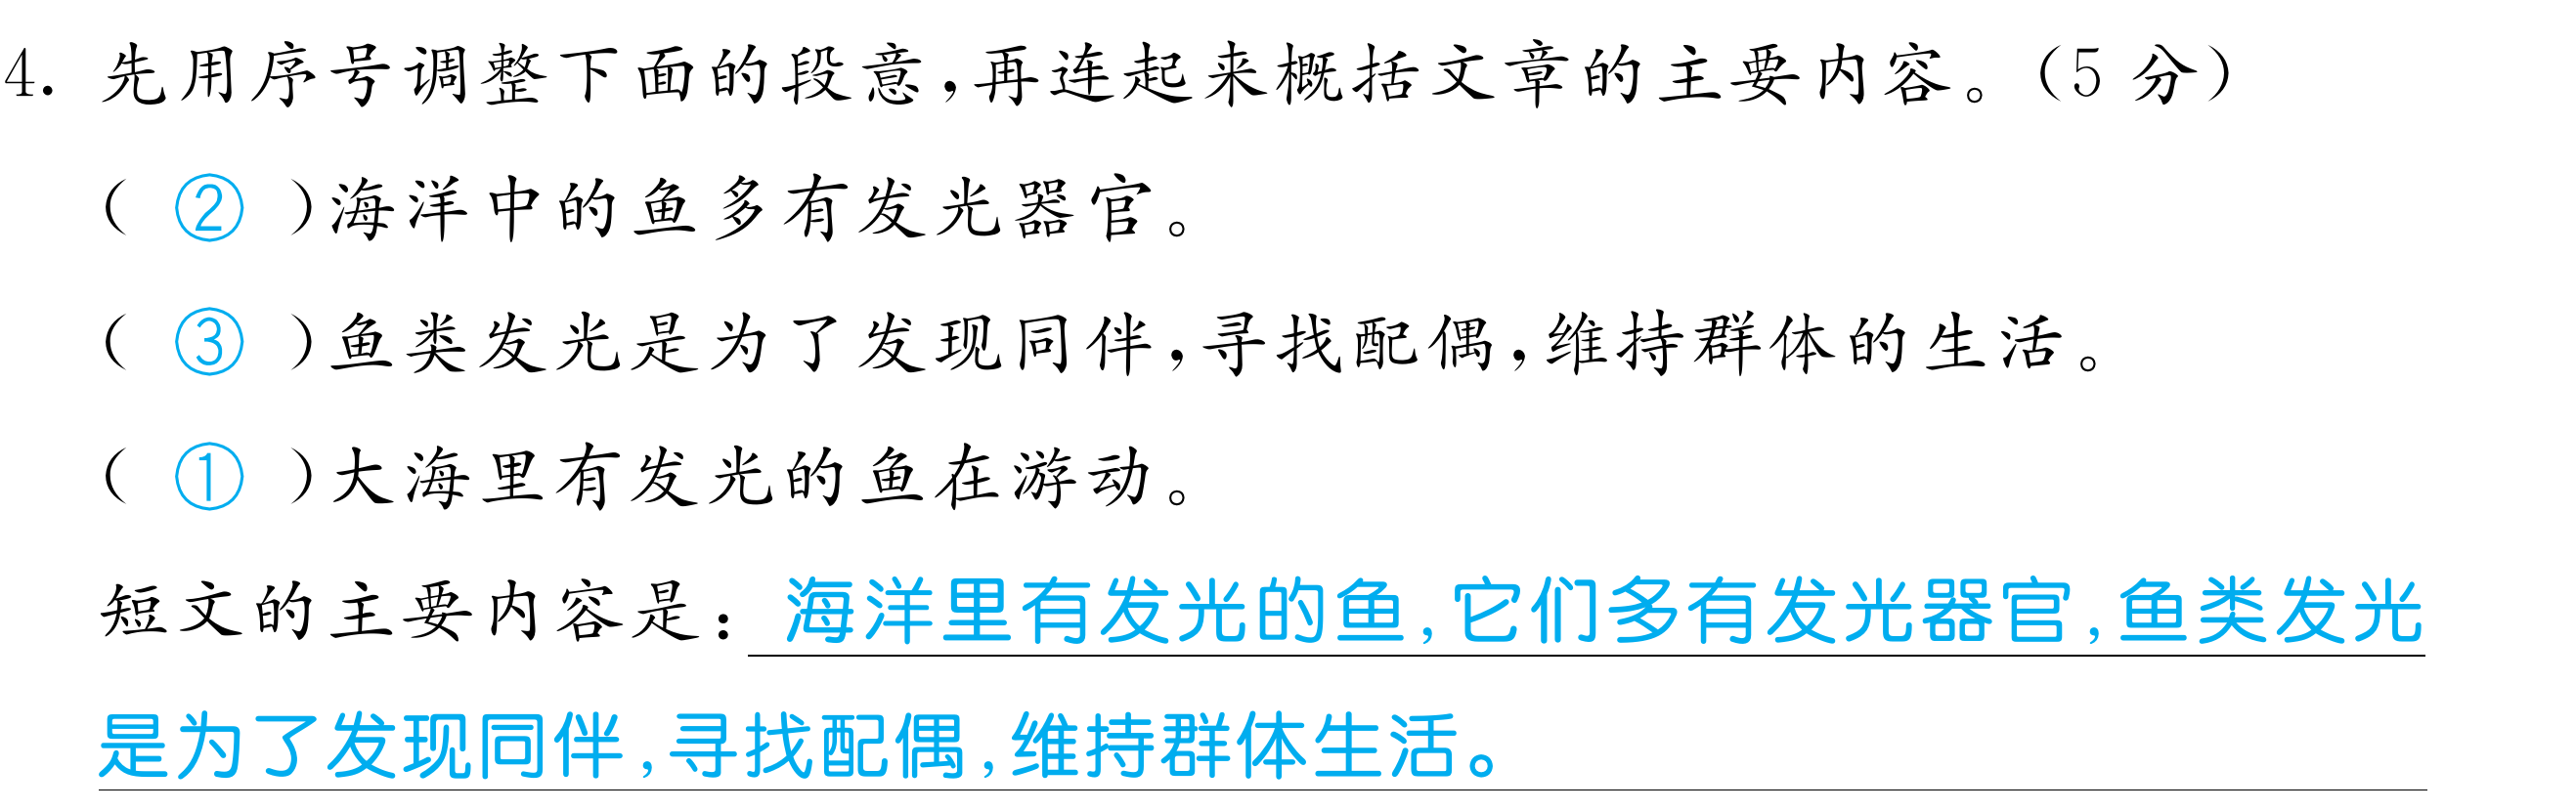 4. 先用序号调整下面的段意,再连起来概括文章的主要内容。(5 分)
( ② )海洋中的鱼多有发光器官。
( ③ )鱼类发光是为了发现同伴,寻找配偶,维持群体的生活。
( ① )大海里有发光的鱼在游动。
短文的主要内容是:海洋里有发光的鱼,它们多有发光器官,鱼类发光
是为了发现同伴,寻找配偶,维持群体生活。